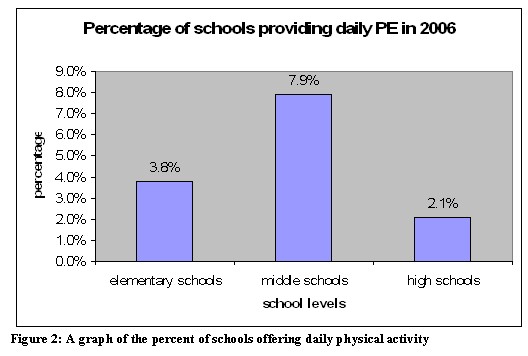 Percentage of schools providing daily PE in 2006
percentage
9.0%
8.0%
7.0%
6.0%
5.0%
4.0%
3.0%
2.0%
1.0%
0.0%
3.8%
7.9%
2.1%
elementary schools
middle schools
high schools
school levels
Figure 2: A graph of the percent of schools offering daily physical activity